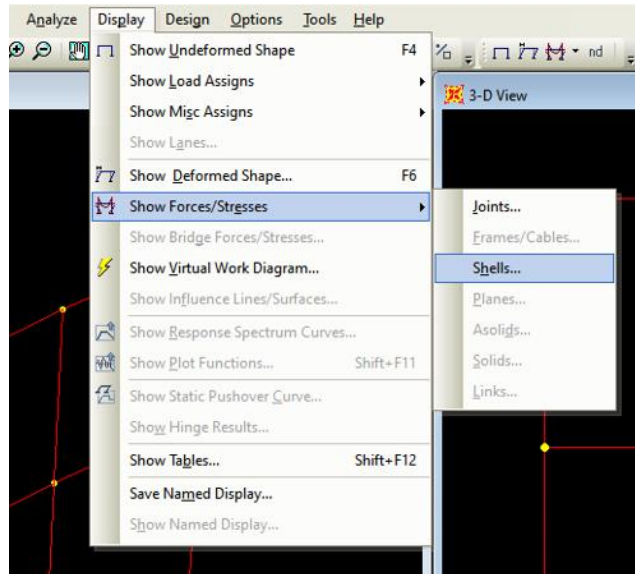 Analyze Display Design Options Tools Help
nd
3-D View
Show Undeformed Shape F4
Show Load Assigns
Show Misc Assigns
Show Lanes...
Show Deformed Shape... F6
Show Forces/Stresses
Show Bridge Forces/Stresses...
Show Virtual Work Diagram...
Show Influence Lines/Surfaces...
Show Response Spectrum Curves...
Show Plot Functions... Shift+F11
Show Static Pushover Curve...
Show Hinge Results...
Show Tables... Shift+F12
Save Named Display...
Show Named Display...
Joints...
Frames/Cables...
Shells...
Planes...
Asolids...
Solids...
Links...